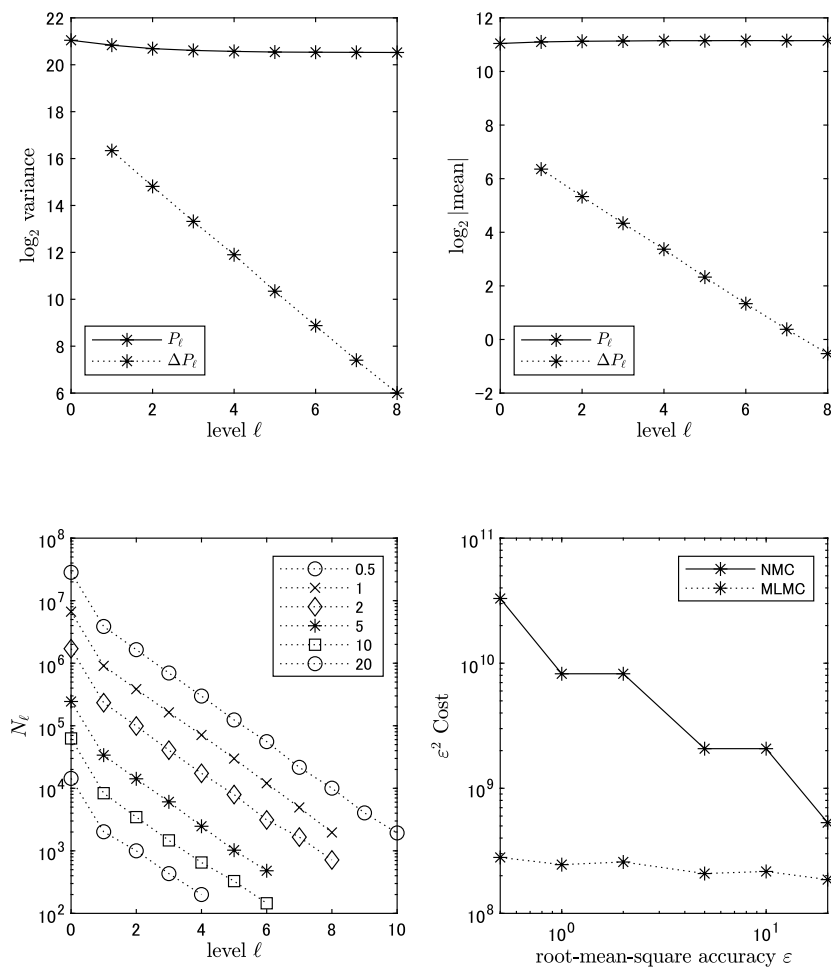 22
20
18
16
14
12
10
8
6
log₂ variance
P_ℓ
ΔP_ℓ
0 2 4 6 8
level ℓ
12
10
8
6
4
2
0
−2
log₂ |mean|
P_ℓ
ΔP_ℓ
0 2 4 6 8
level ℓ
10⁸
10⁷
10⁶
10⁵
10⁴
10³
10²
N_ℓ
0.5
1
2
5
10
20
0 2 4 6 8 10
level ℓ
10¹¹
10¹⁰
10⁹
10⁸
ε² Cost
NMC
MLMC
10⁰ 10¹
root-mean-square accuracy ε